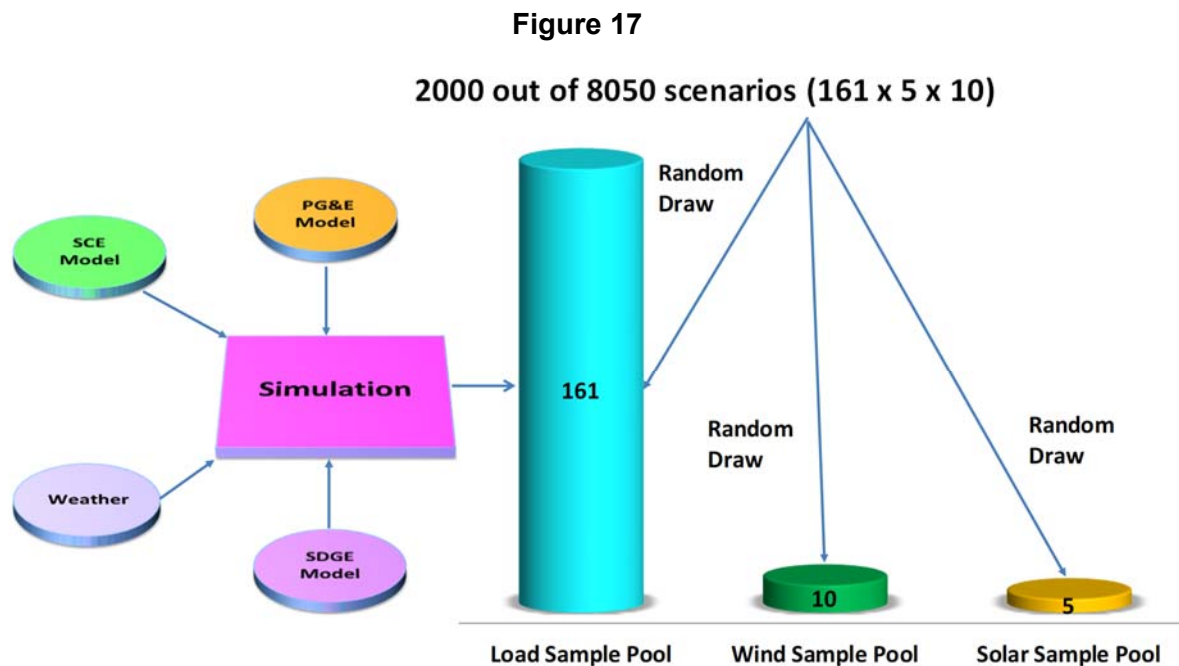 Figure 17
2000 out of 8050 scenarios (161 x 5 x 10)
Random
Draw
PG&E
Model
SCE
Model
Simulation
161
Random
Draw
Random
Draw
Weather
SDGE
Model
10
5
Load Sample Pool
Wind Sample Pool
Solar Sample Pool